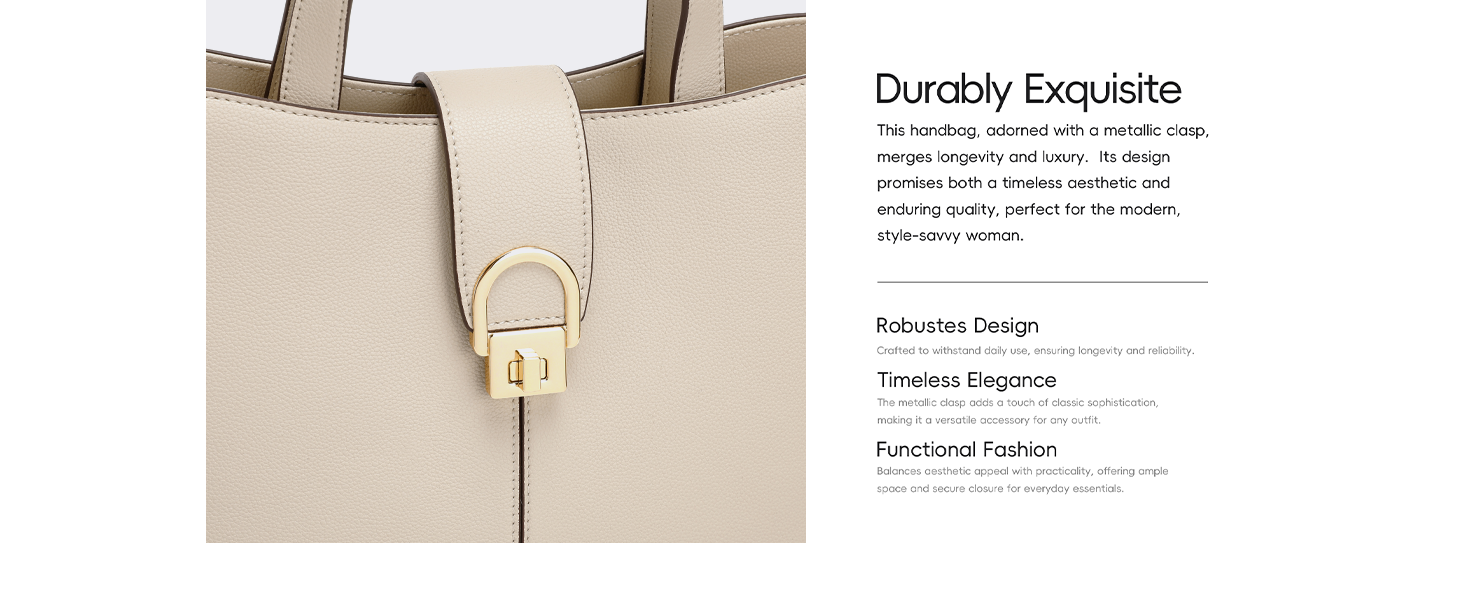 Durably Exquisite
This handbag, adorned with a metallic clasp,
merges longevity and luxury.  Its design
promises both a timeless aesthetic and
enduring quality, perfect for the modern,
style-savvy woman.
Robustes Design
Crafted to withstand daily use, ensuring longevity and reliability.
Timeless Elegance
The metallic clasp adds a touch of classic sophistication,
making it a versatile accessory for any outfit.
Functional Fashion
Balances aesthetic appeal with practicality, offering ample
space and secure closure for everyday essentials.